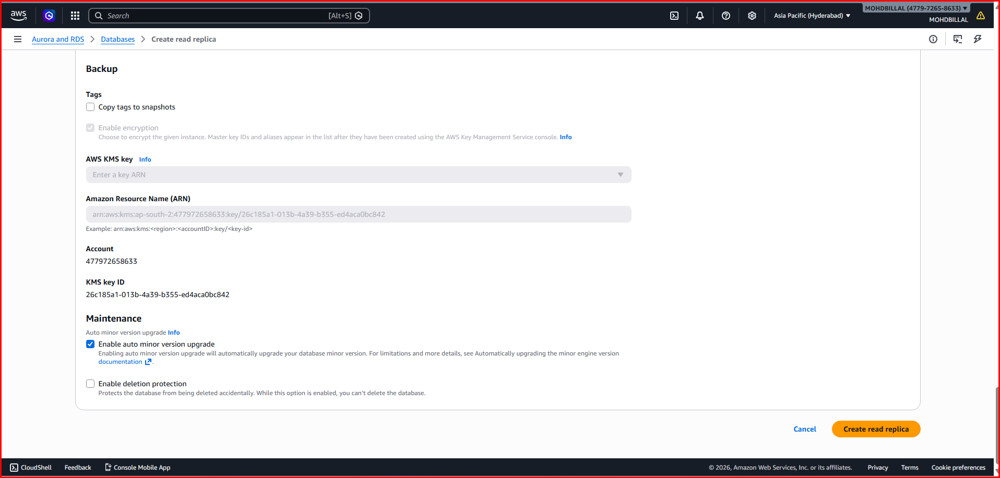 aws
Search
[Alt+S]
Asia Pacific (Hyderabad)
MOHDBILLAL (4779-7265-8633)
MOHDBILLAL
Aurora and RDS
Databases
Create read replica
Backup
Tags
Copy tags to snapshots
Enable encryption
Choose to encrypt the given instance. Master key IDs and aliases appear in the list after they have been created using the AWS Key Management Service console. Info
AWS KMS key Info
Enter a key ARN
Amazon Resource Name (ARN)
arn:aws:kms:ap-south-2:477972658633:key/26c185a1-013b-4a39-b355-ed4aca0bc842
Example: arn:aws:kms:<region>:<accountID>:key/<key-id>
Account
477972658633
KMS key ID
26c185a1-013b-4a39-b355-ed4aca0bc842
Maintenance
Auto minor version upgrade Info
Enable auto minor version upgrade
Enabling auto minor version upgrade will automatically upgrade your database minor version. For limitations and more details, see Automatically upgrading the minor engine version
documentation .
Enable deletion protection
Protects the database from being deleted accidentally. While this option is enabled, you can't delete the database.
Cancel
Create read replica
CloudShell
Feedback
Console Mobile App
© 2026, Amazon Web Services, Inc. or its affiliates.
Privacy
Terms
Cookie preferences